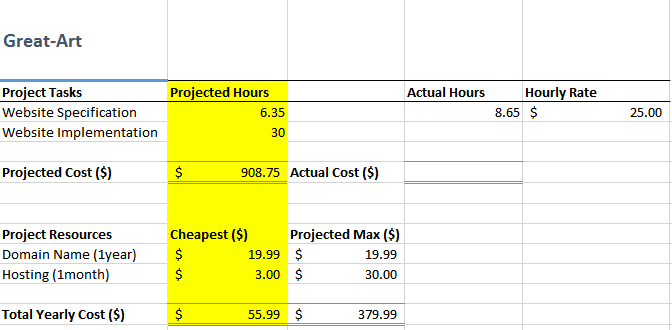 Great-Art
Project Tasks Projected Hours Actual Hours Hourly Rate
Website Specification 6.35 8.65 $ 25.00
Website Implementation 30
Projected Cost ($) $ 908.75 Actual Cost ($)
Project Resources Cheapest ($) Projected Max ($)
Domain Name (1year) $ 19.99 $ 19.99
Hosting (1month) $ 3.00 $ 30.00
Total Yearly Cost ($) $ 55.99 $ 379.99